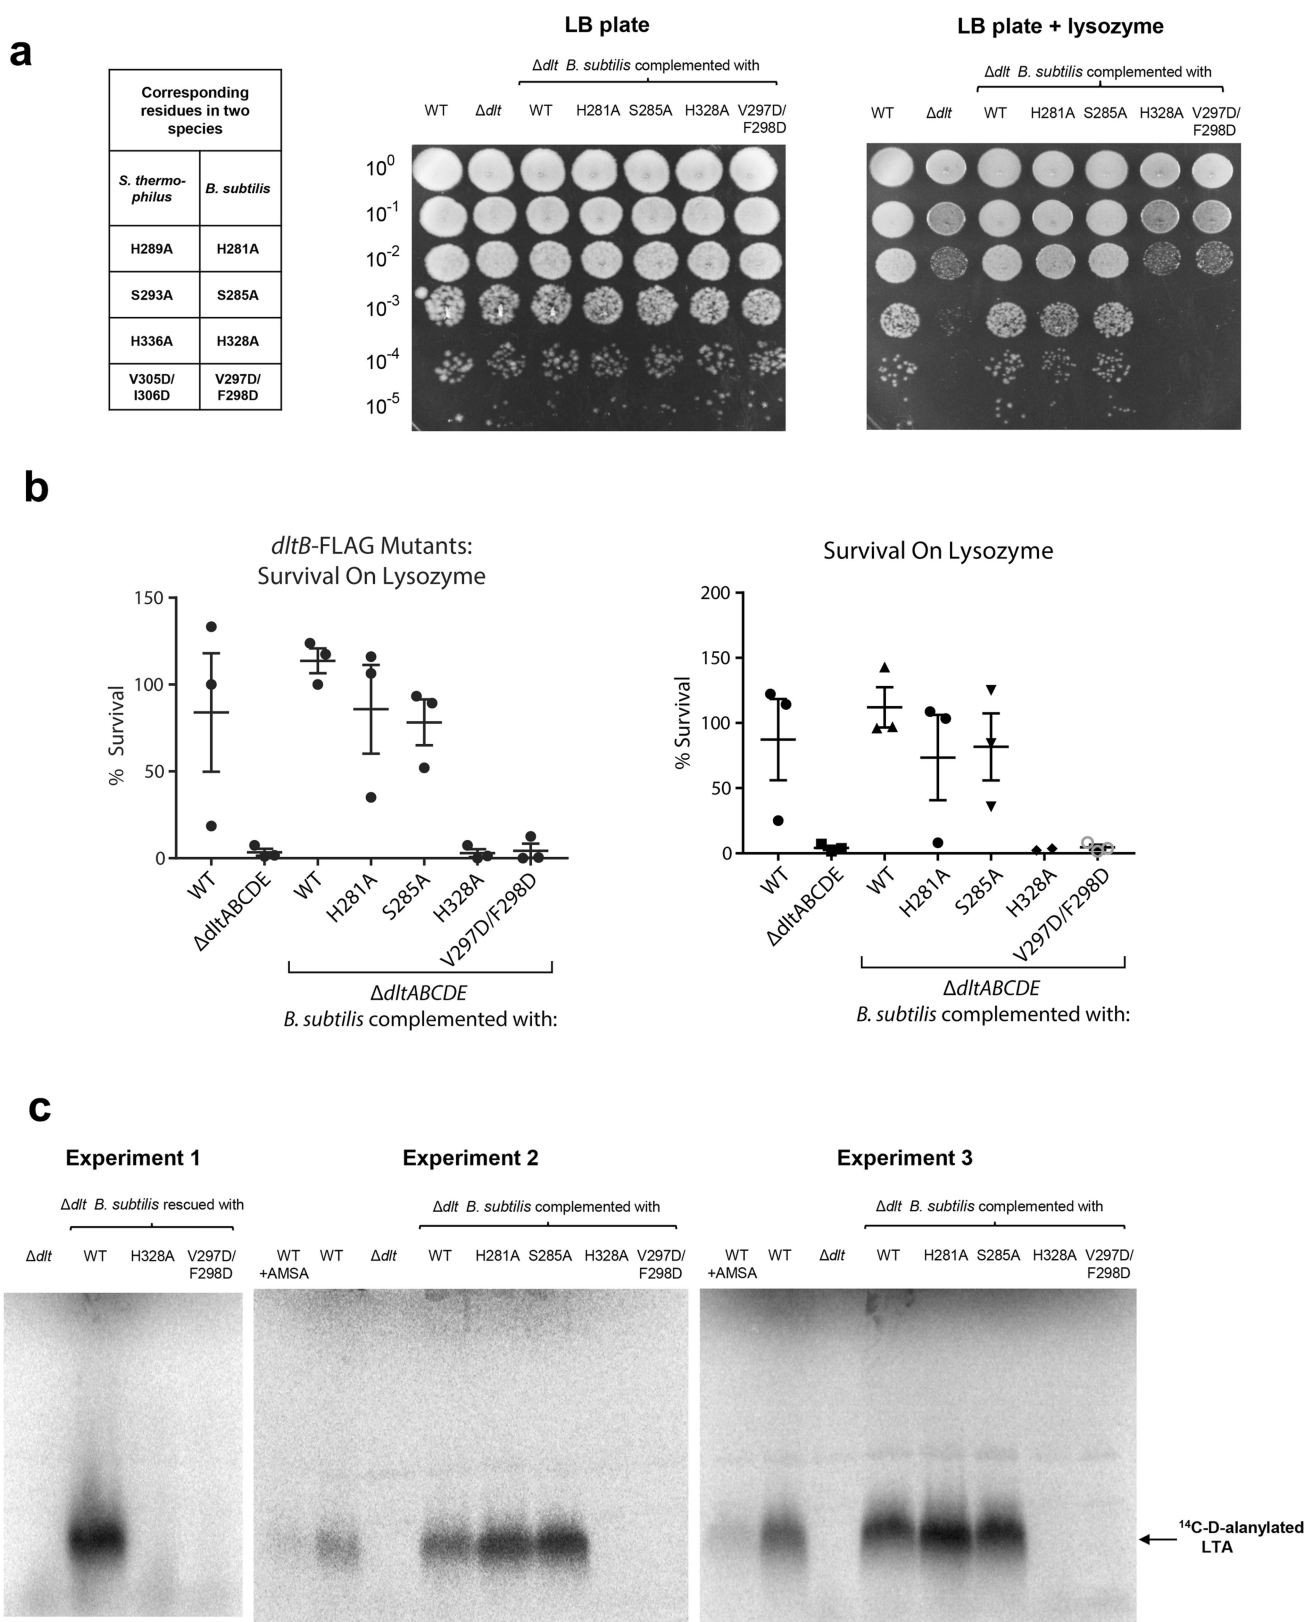 a
Corresponding
residues in two
species
S. thermo-
philus
B. subtilis
H289A
H281A
S293A
S285A
H336A
H328A
V305D/
I306D
V297D/
F298D
LB plate
Δdlt B. subtilis complemented with
WT Δdlt WT H281A S285A H328A V297D/
F298D
10⁰
10⁻¹
10⁻²
10⁻³
10⁻⁴
10⁻⁵
LB plate + lysozyme
Δdlt B. subtilis complemented with
WT Δdlt WT H281A S285A H328A V297D/
F298D
b
dltB-FLAG Mutants:
Survival On Lysozyme
% Survival
150
100
50
0
WT
ΔdltABCDE
WT
H281A
S285A
H328A
V297D/F298D
ΔdltABCDE
B. subtilis complemented with:
Survival On Lysozyme
% Survival
200
150
100
50
0
WT
ΔdltABCDE
WT
H281A
S285A
H328A
V297D/F298D
ΔdltABCDE
B. subtilis complemented with:
c
Experiment 1
Δdlt B. subtilis rescued with
Δdlt WT H328A V297D/
F298D
Experiment 2
Δdlt B. subtilis complemented with
WT
+AMSA
WT Δdlt WT H281A S285A H328A V297D/
F298D
Experiment 3
Δdlt B. subtilis complemented with
WT
+AMSA
WT Δdlt WT H281A S285A H328A V297D/
F298D
¹⁴C-D-alanylated
LTA